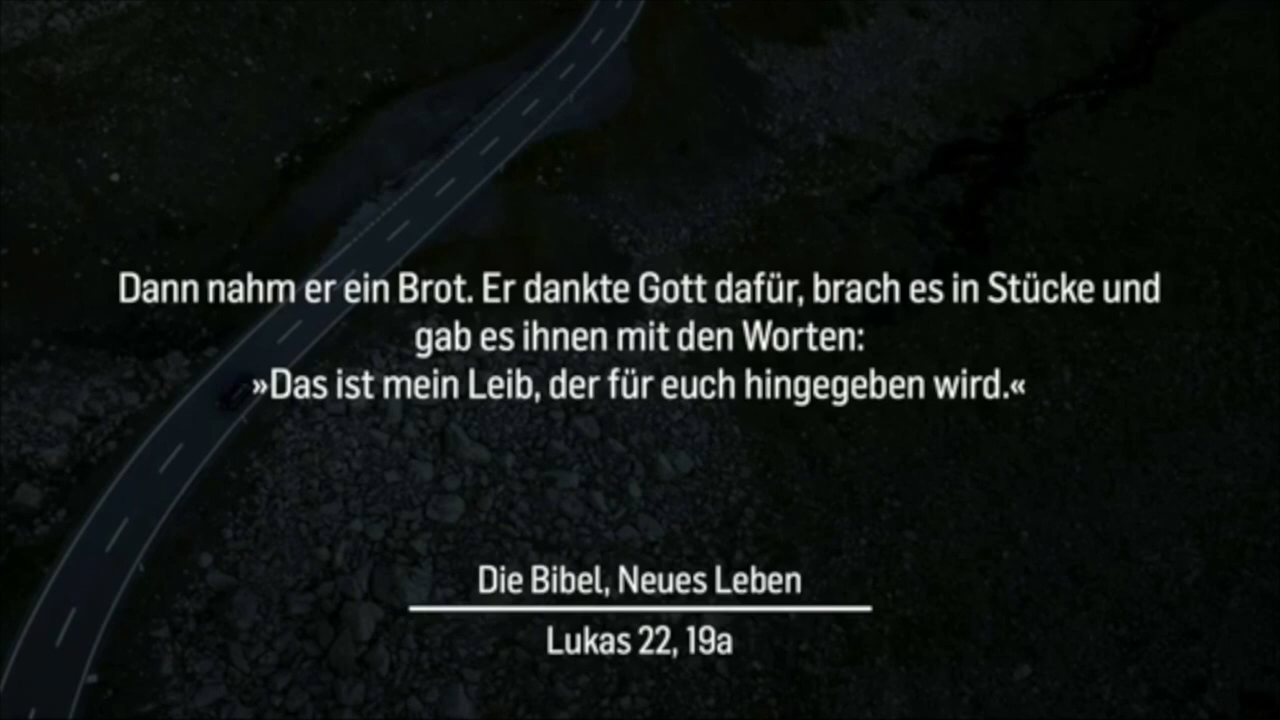 Dann nahm er ein Brot. Er dankte Gott dafür, brach es in Stücke und
gab es ihnen mit den Worten:
»Das ist mein Leib, der für euch hingegeben wird.«
Die Bibel, Neues Leben
Lukas 22, 19a